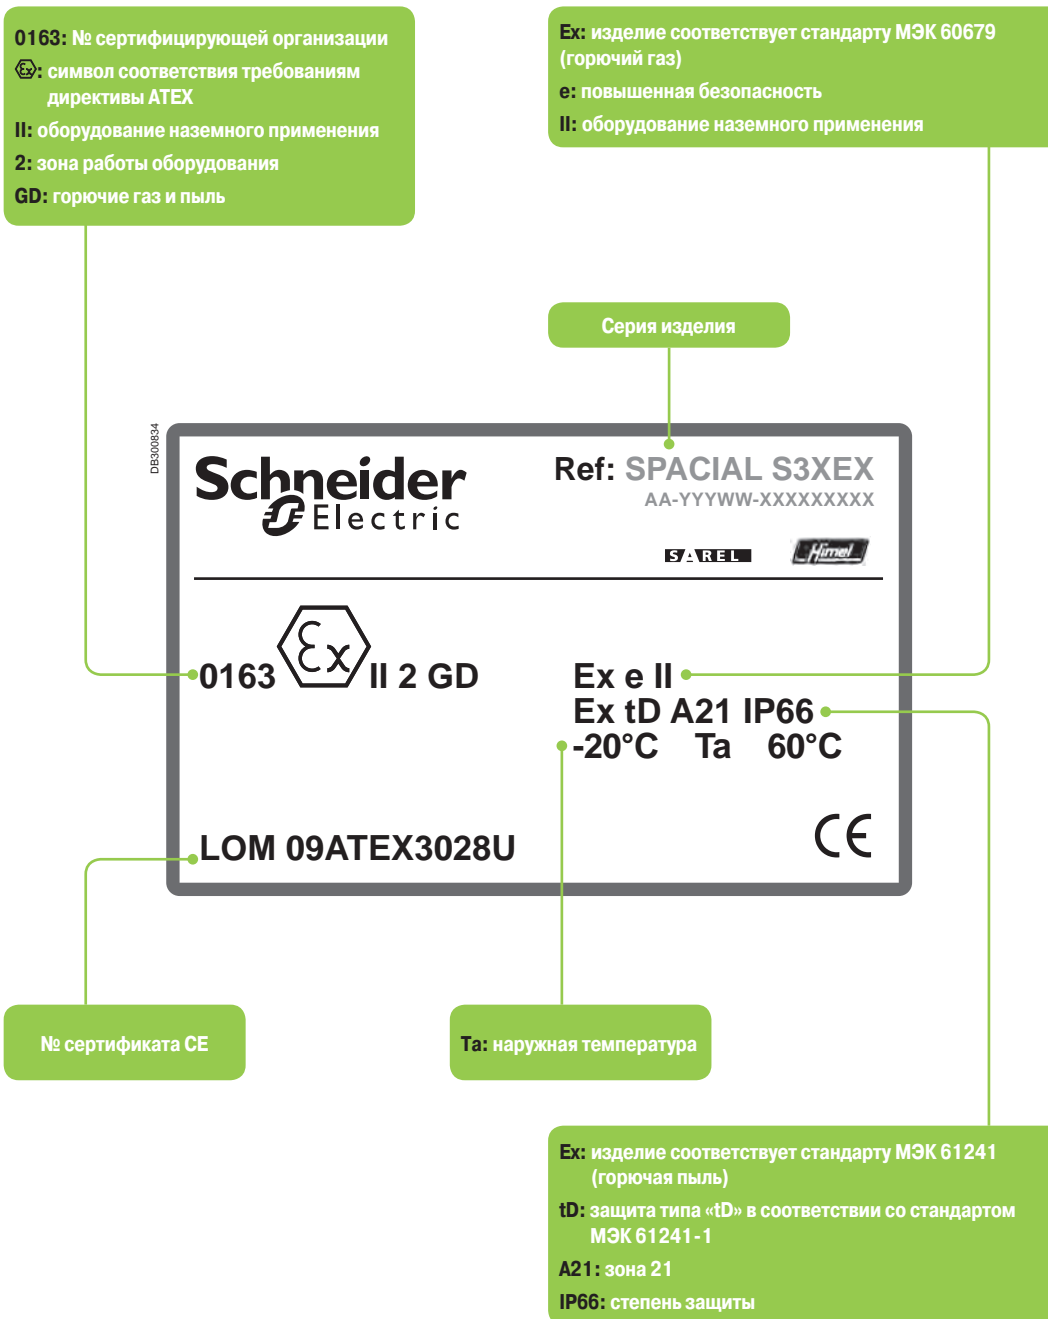 0163: № сертифицирующей организации
Ex: символ соответствия требованиям
директивы ATEX
II: оборудование наземного применения
2: зона работы оборудования
GD: горючие газ и пыль
Ex: изделие соответствует стандарту МЭК 60679
(горючий газ)
e: повышенная безопасность
II: оборудование наземного применения
Серия изделия
DB300834
Schneider
Electric
Ref: SPACIAL S3XEX
AA-YYYWW-XXXXXXXXX
SAREL
Himel
0163 Ex II 2 GD
Ex e II
Ex tD A21 IP66
-20°C Ta 60°C
LOM 09ATEX3028U
CE
№ сертификата CE
Ta: наружная температура
Ex: изделие соответствует стандарту МЭК 61241
(горючая пыль)
tD: защита типа «tD» в соответствии со стандартом
МЭК 61241-1
A21: зона 21
IP66: степень защиты